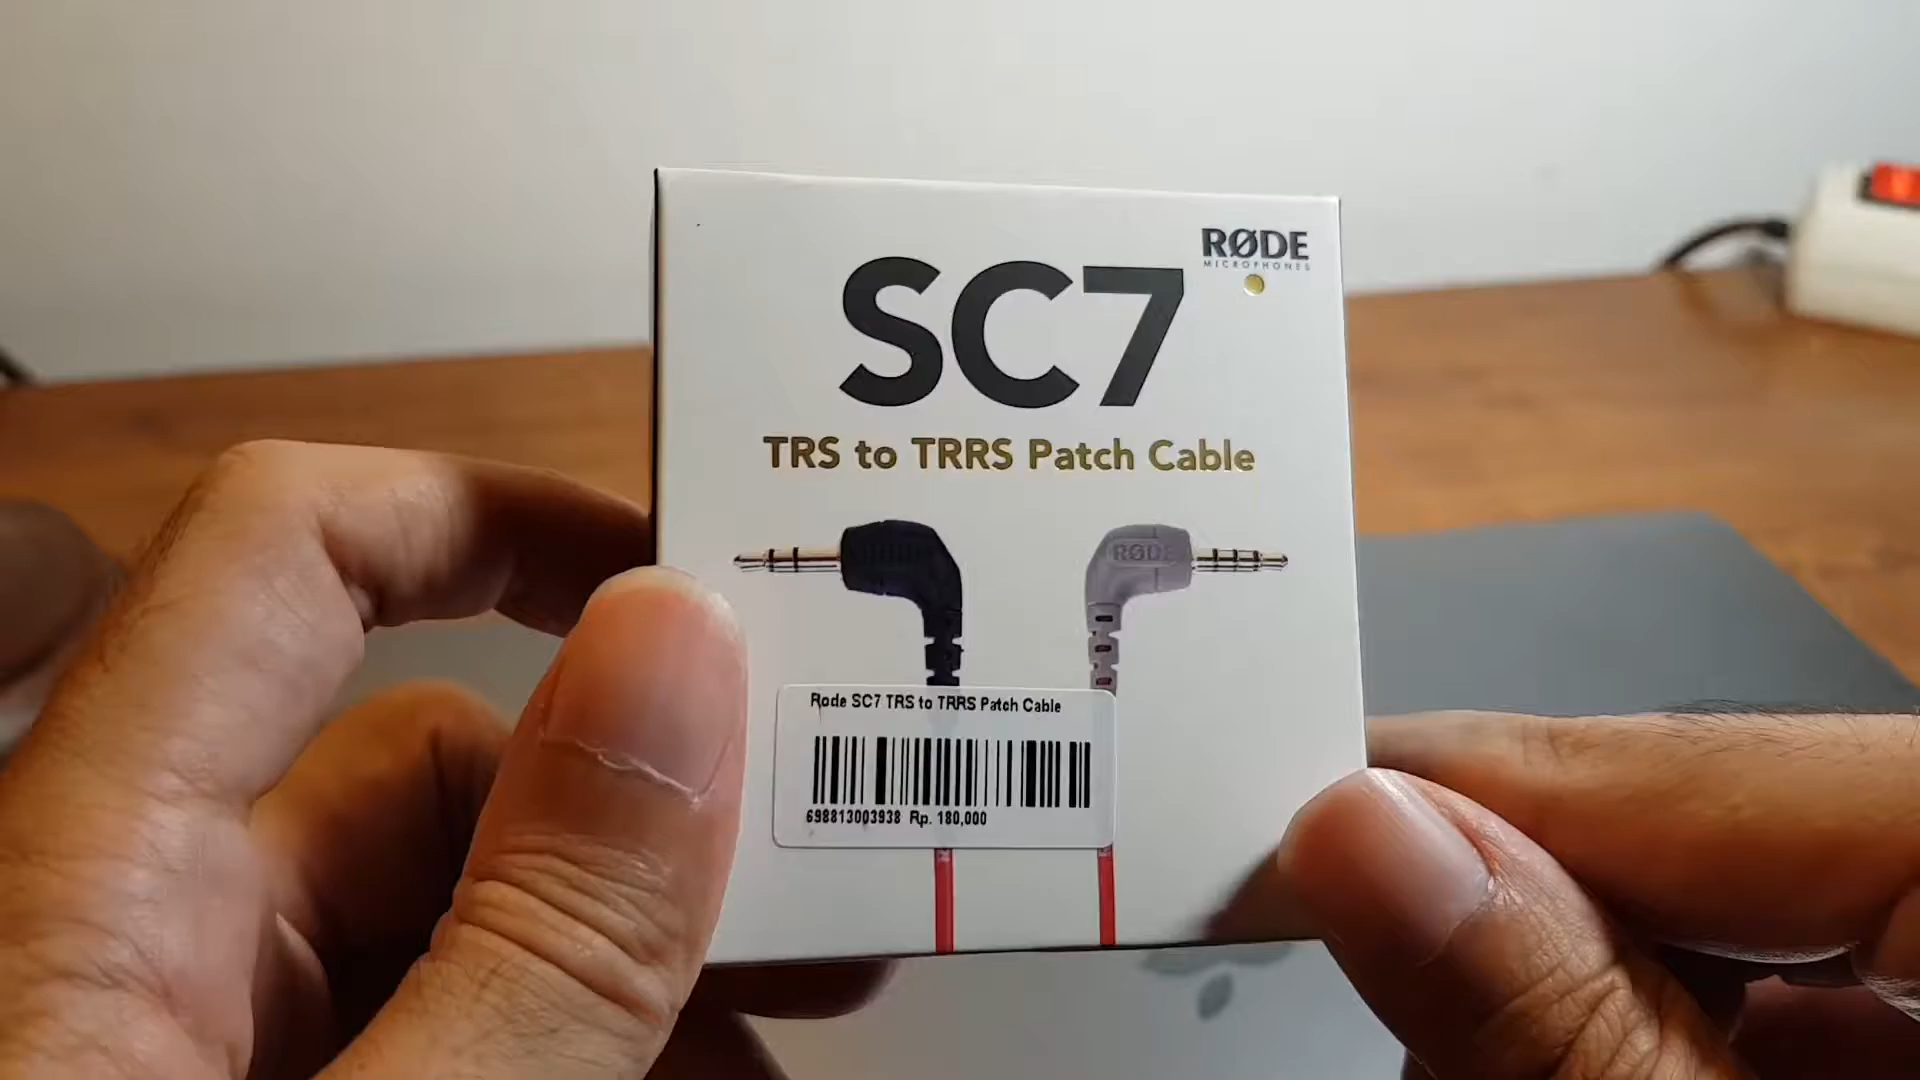 RØDE
MICROPHONES
SC7
TRS to TRRS Patch Cable
RØDE
Rode SC7 TRS to TRRS Patch Cable
698813003938 Rp. 180,000